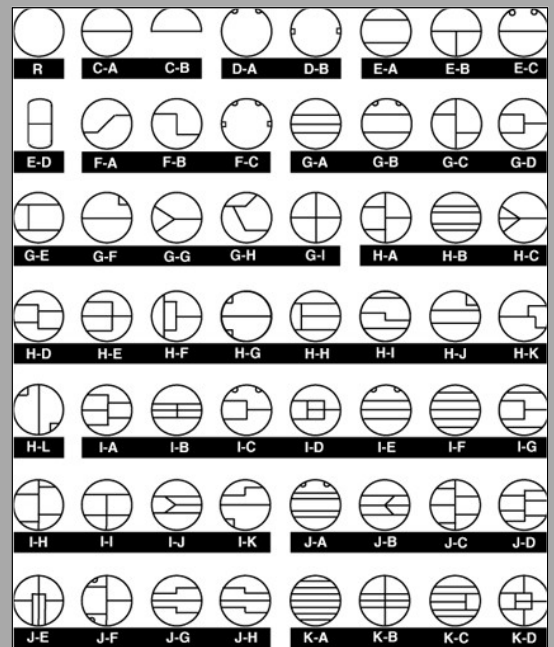 R C-A C-B D-A D-B E-A E-B E-C
E-D F-A F-B F-C G-A G-B G-C G-D
G-E G-F G-G G-H G-I H-A H-B H-C
H-D H-E H-F H-G H-H H-I H-J H-K
H-L I-A I-B I-C I-D I-E I-F I-G
I-H I-I I-J I-K J-A J-B J-C J-D
J-E J-F J-G J-H K-A K-B K-C K-D